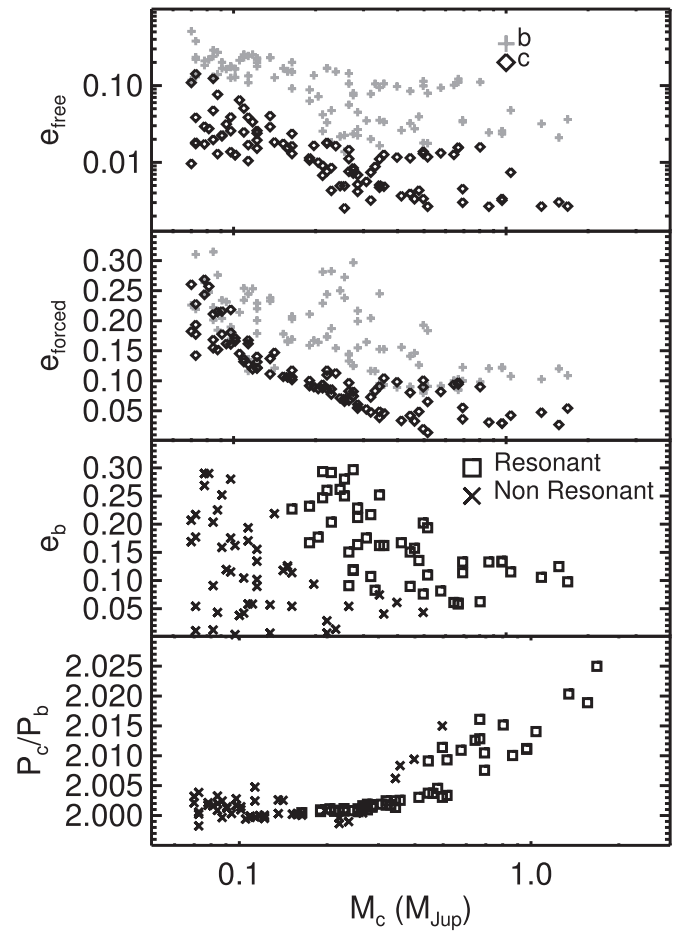 b
c
0.10
0.01
e_free
0.30
0.25
0.20
0.15
0.10
0.05
e_forced
Resonant
Non Resonant
0.30
0.25
0.20
0.15
0.10
0.05
e_b
2.025
2.020
2.015
2.010
2.005
2.000
P_c/P_b
0.1 1.0
M_c (M_Jup)